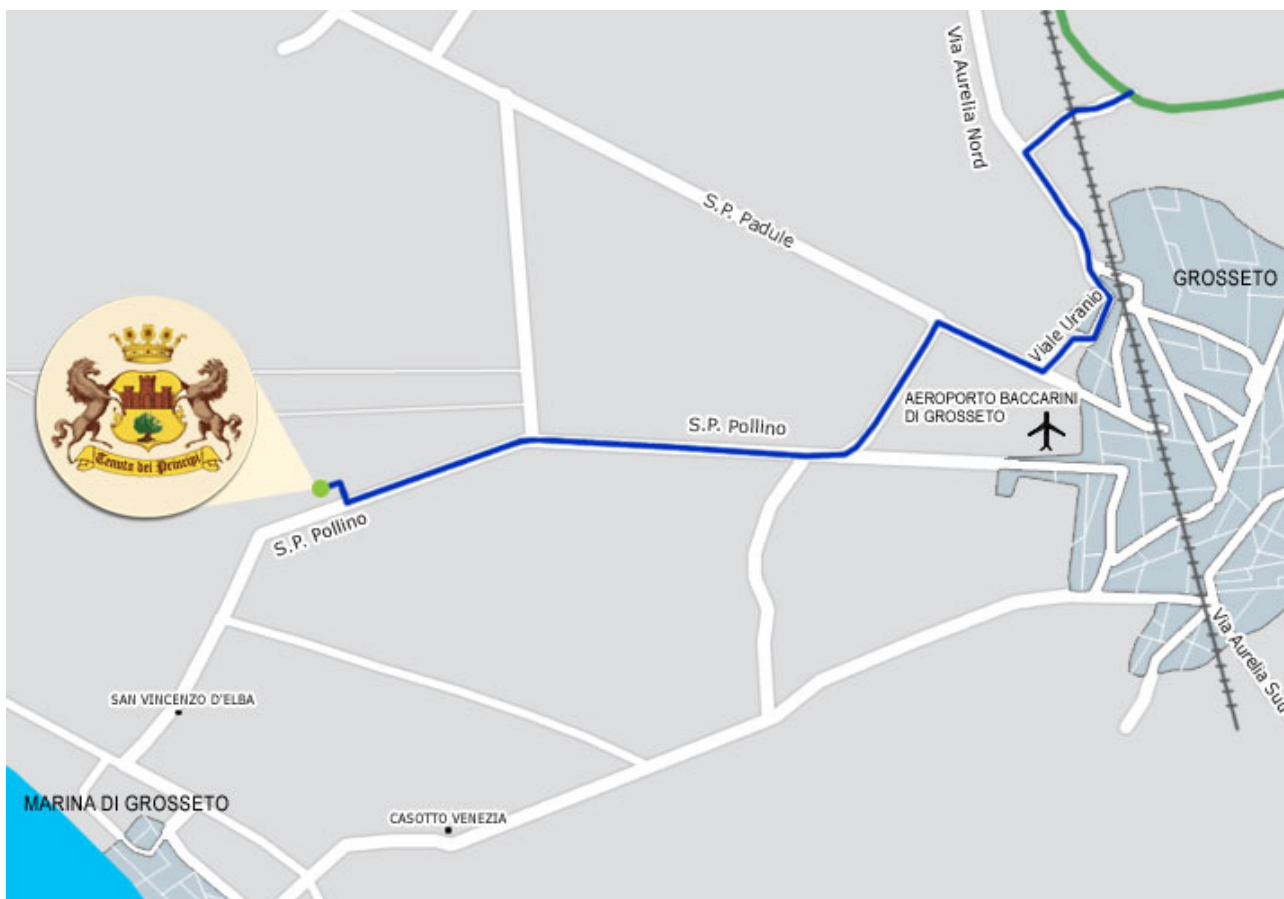 Via Aurelia Nord
S.P. Padule
GROSSETO
Viale Uranio
AEROPORTO BACCARINI
DI GROSSETO
S.P. Pollino
Tenuta dei Principi
S.P. Pollino
Via Aurelia Sud
SAN VINCENZO D'ELBA
MARINA DI GROSSETO
CASOTTO VENEZIA